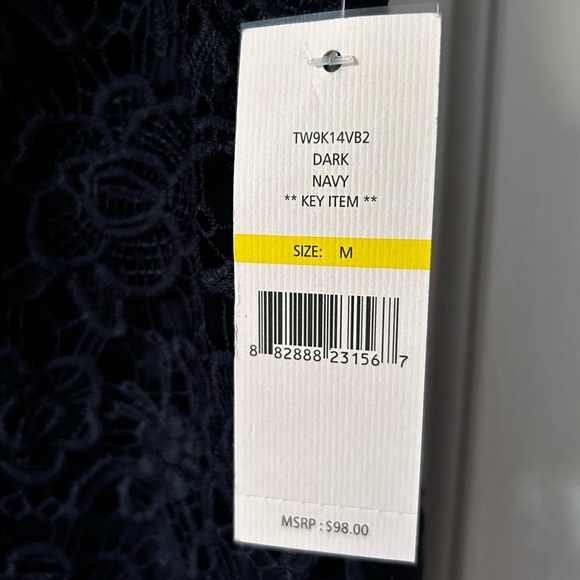 TW9K14VB2
DARK
NAVY
** KEY ITEM **
SIZE: M
8 82888 23156 7
MSRP : $98.00